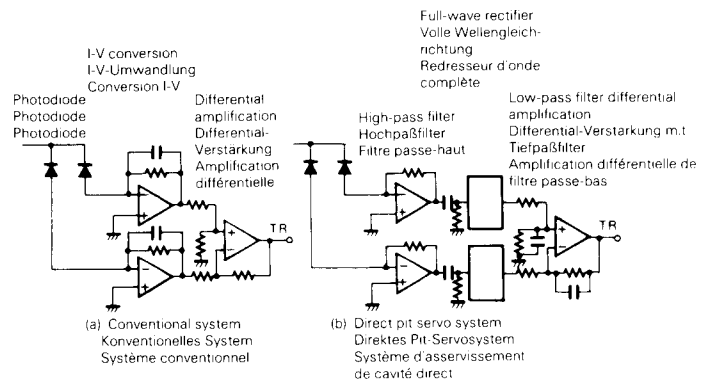 Full-wave rectifier
Volle Wellengleich-
richtung
Redresseur d'onde
complète
I-V conversion
I-V-Umwandlung
Conversion I-V
Photodiode
Photodiode
Photodiode
Differential
amplification
Differential-
Verstärkung
Amplification
différentielle
High-pass filter
Hochpaßfilter
Filtre passe-haut
Low-pass filter differential
amplification
Differential-Verstarkung m.t
Tiefpaßfilter
Amplification différentielle de
filtre passe-bas
TR
TR
(a) Conventional system
Konventionelles System
Système conventionnel
(b) Direct pit servo system
Direktes Pit-Servosystem
Système d'asservissement
de cavité direct